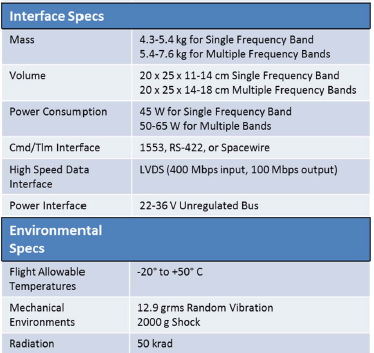 Interface Specs
Mass
4.3-5.4 kg for Single Frequency Band
5.4-7.6 kg for Multiple Frequency Bands
Volume
20 x 25 x 11-14 cm Single Frequency Band
20 x 25 x 14-18 cm Multiple Frequency Bands
Power Consumption
45 W for Single Frequency Band
50-65 W for Multiple Bands
Cmd/Tlm Interface
1553, RS-422, or Spacewire
High Speed Data
Interface
LVDS (400 Mbps input, 100 Mbps output)
Power Interface
22-36 V Unregulated Bus
Environmental
Specs
Flight Allowable
Temperatures
-20° to +50° C
Mechanical
Environments
12.9 grms Random Vibration
2000 g Shock
Radiation
50 krad